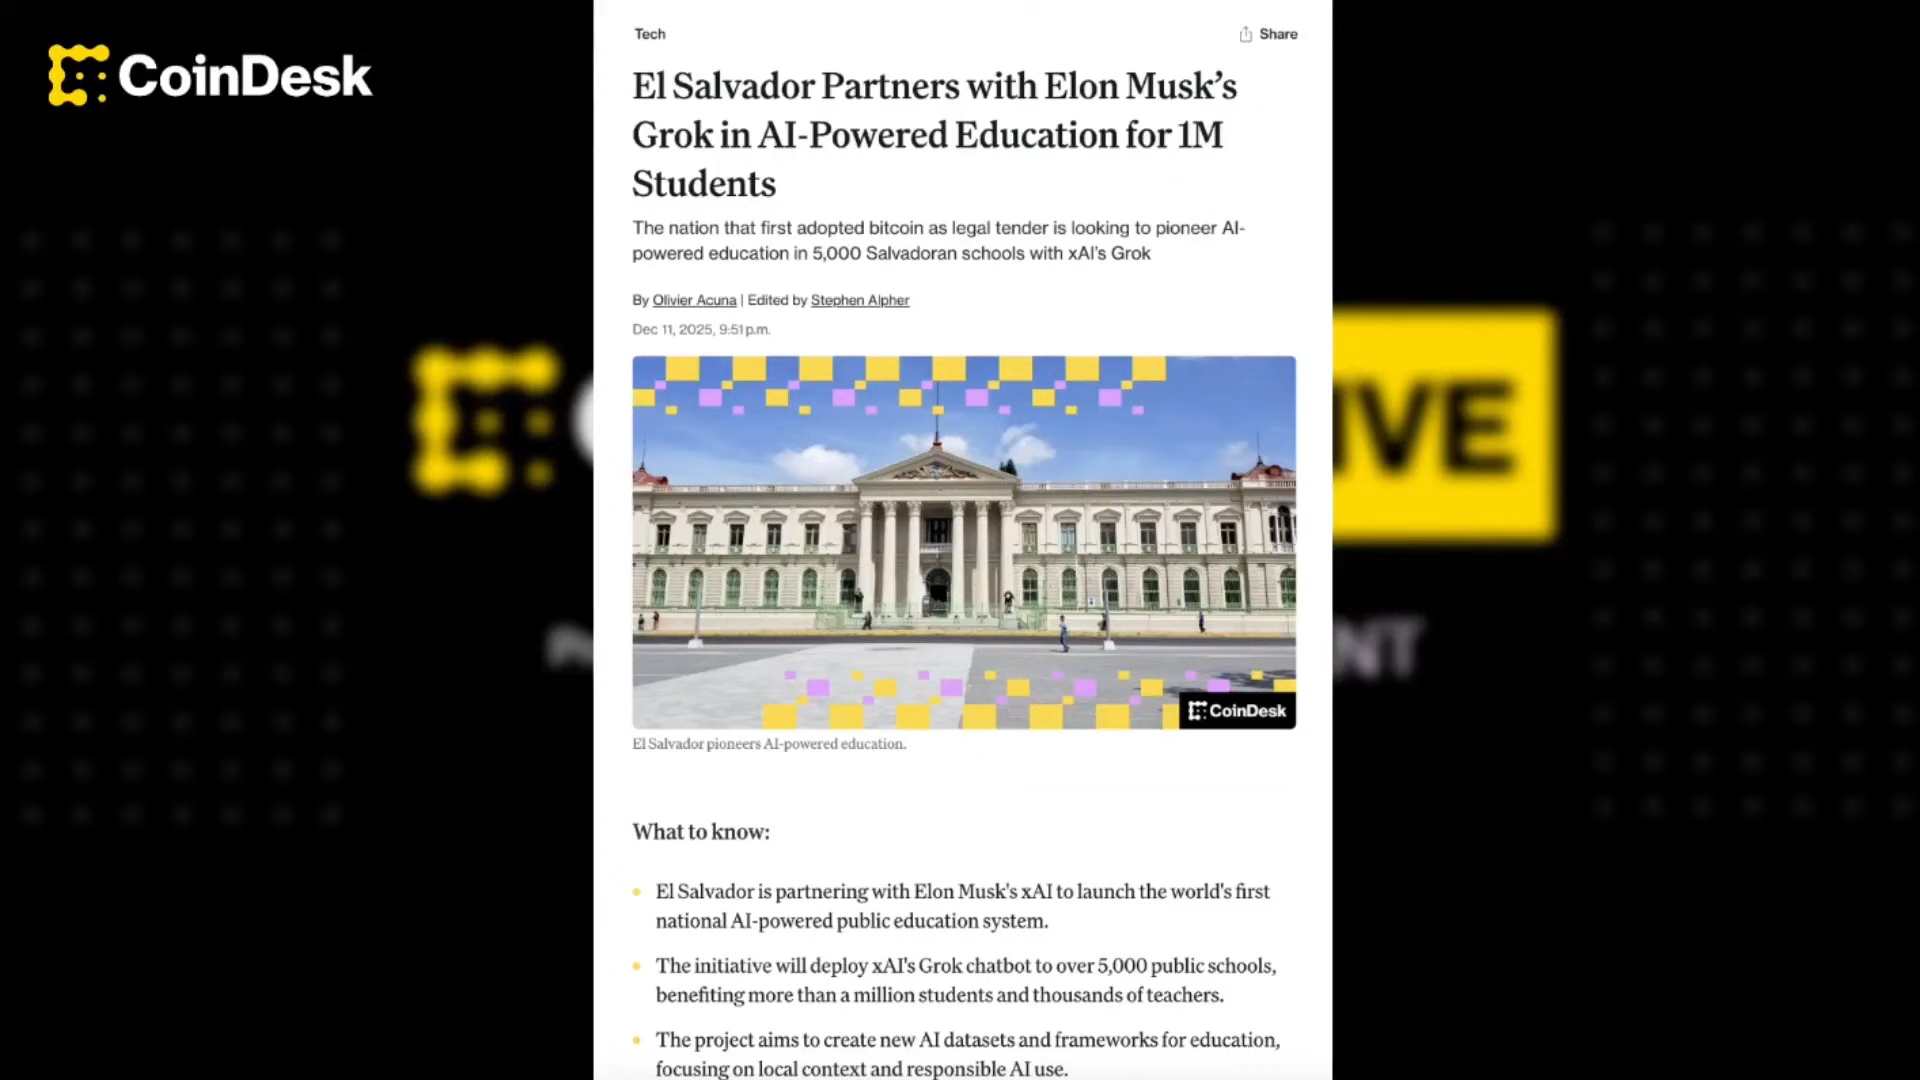 CoinDesk
Tech
Share
El Salvador Partners with Elon Musk’s
Grok in AI-Powered Education for 1M
Students
The nation that first adopted bitcoin as legal tender is looking to pioneer AI-
powered education in 5,000 Salvadoran schools with xAI's Grok
By Olivier Acuna | Edited by Stephen Alpher
Dec 11, 2025, 9:51 p.m.
CoinDesk
El Salvador pioneers AI-powered education.
What to know:
El Salvador is partnering with Elon Musk's xAI to launch the world's first
national AI-powered public education system.
The initiative will deploy xAI's Grok chatbot to over 5,000 public schools,
benefiting more than a million students and thousands of teachers.
The project aims to create new AI datasets and frameworks for education,
focusing on local context and responsible AI use.
IVE
NT